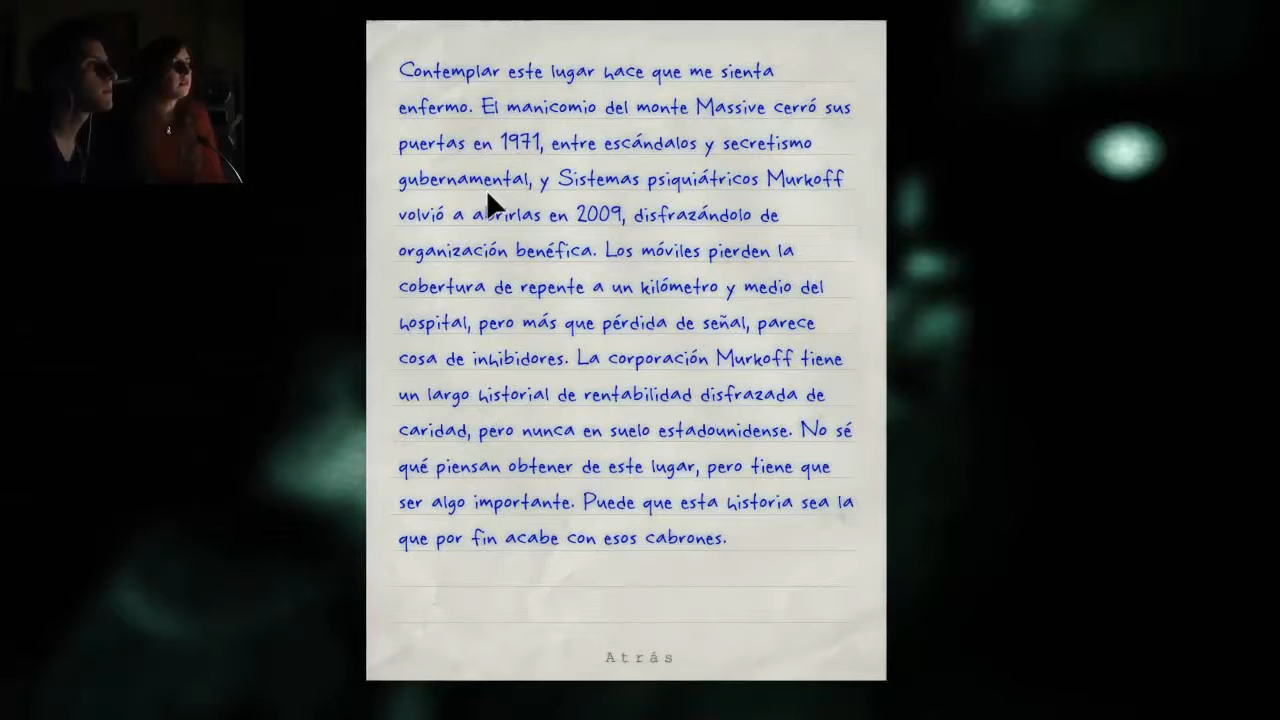 Contemplar este lugar hace que me sienta
enfermo. El manicomio del monte Massive cerró sus
puertas en 1971, entre escándalos y secretismo
gubernamental, y Sistemas psiquiátricos Murkoff
volvió a abrirlas en 2009, disfrazándolo de
organización benéfica. Los móviles pierden la
cobertura de repente a un kilómetro y medio del
hospital, pero más que pérdida de señal, parece
cosa de inhibidores. La corporación Murkoff tiene
un largo historial de rentabilidad disfrazada de
caridad, pero nunca en suelo estadounidense. No sé
qué piensan obtener de este lugar, pero tiene que
ser algo importante. Puede que esta historia sea la
que por fin acabe con esos cabrones.
Atrás